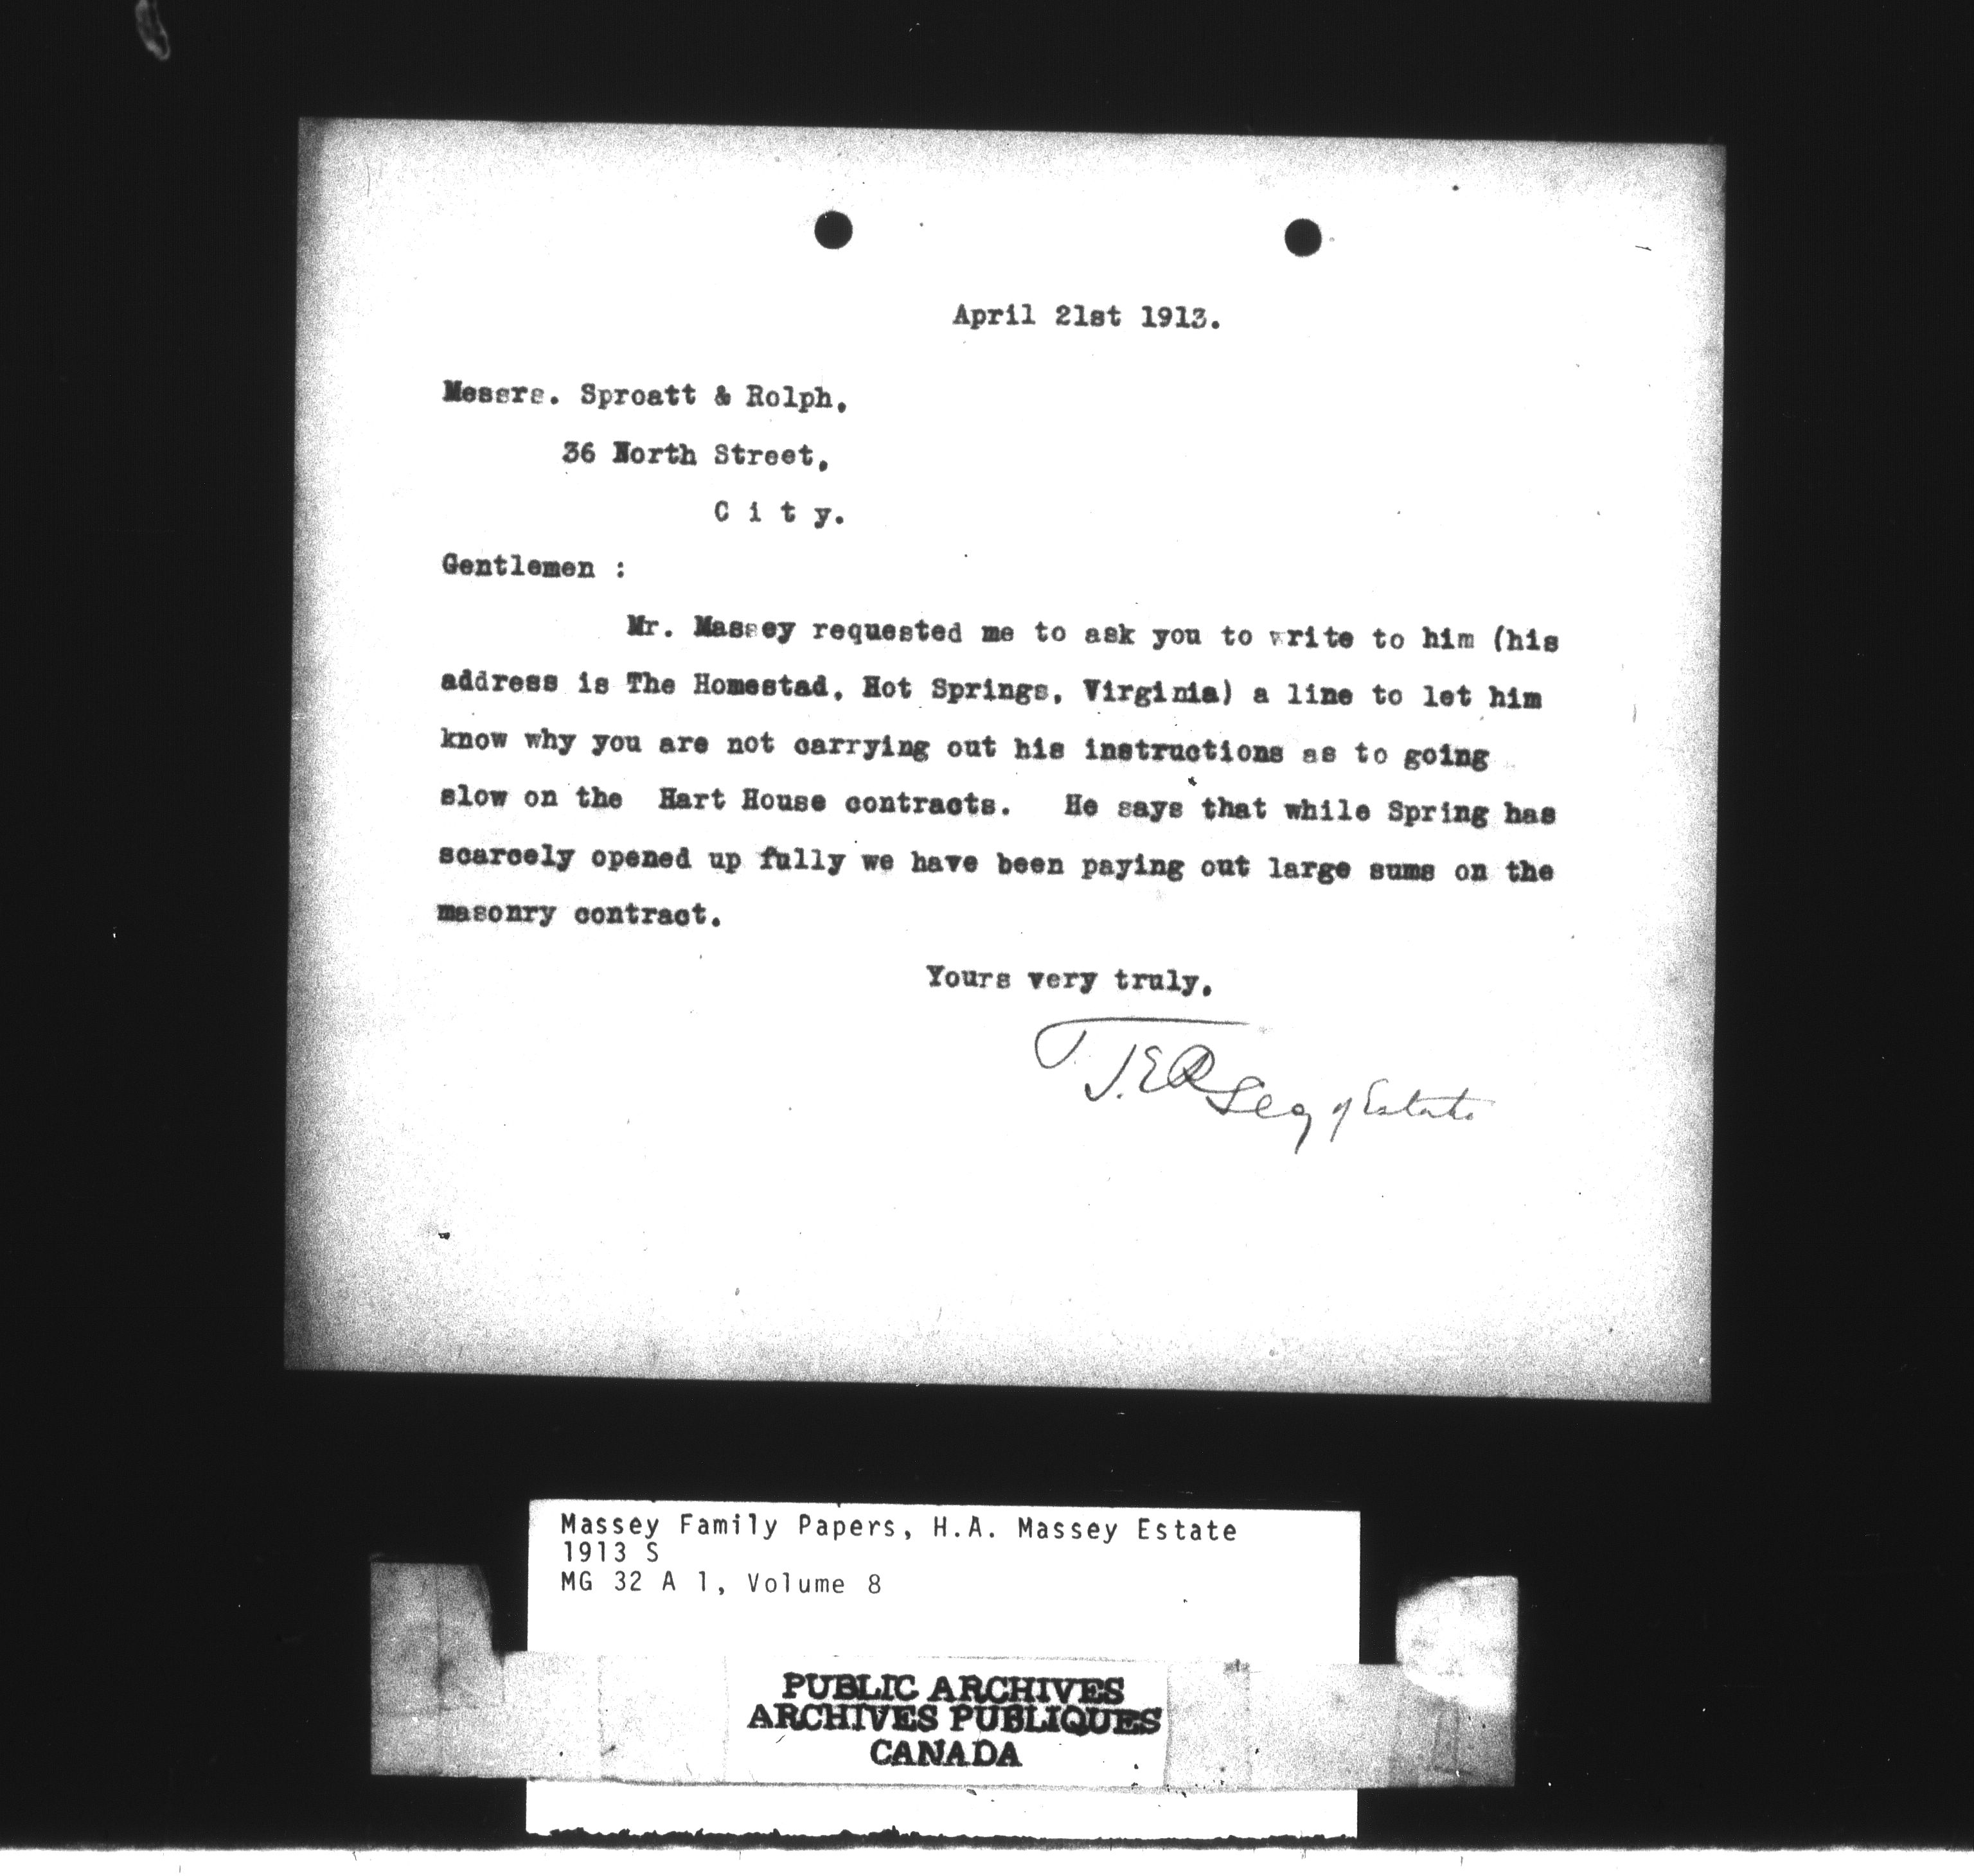 April 21st 1913.
Messrs. Sproatt & Rolph,
36 North Street,
C i t y.
Gentlemen :
Mr. Massey requested me to ask you to write to him (his
address is The Homestad, Hot Springs, Virginia) a line to let him
know why you are not carrying out his instructions as to going
slow on the Hart House contracts. He says that while Spring has
scarcely opened up fully we have been paying out large sums on the
masonry contract.
Yours very truly,
of Estate
Massey Family Papers, H.A. Massey Estate
1913 S
MG 32 A 1, Volume 8
PUBLIC ARCHIVES
ARCHIVES PUBLIQUES
CANADA